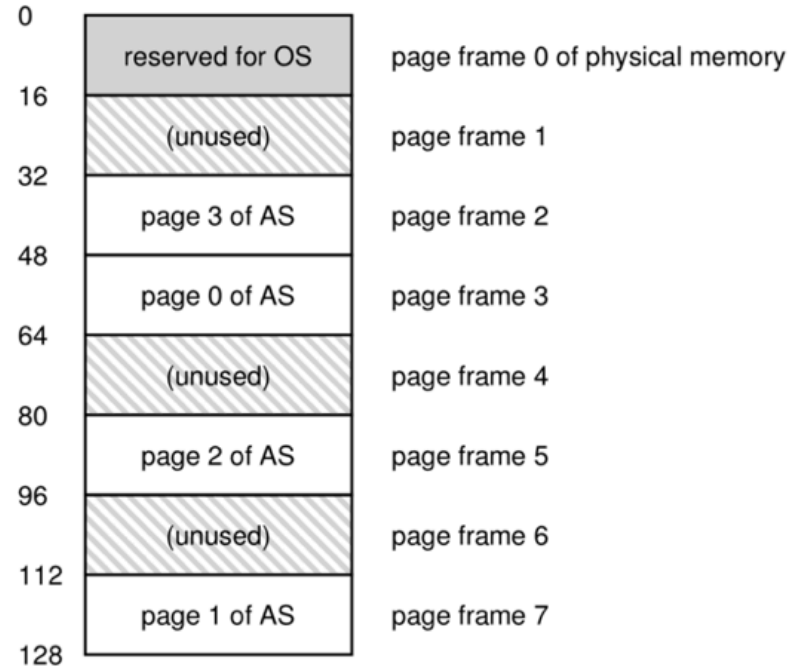 0
reserved for OS page frame 0 of physical memory
16
(unused) page frame 1
32
page 3 of AS page frame 2
48
page 0 of AS page frame 3
64
(unused) page frame 4
80
page 2 of AS page frame 5
96
(unused) page frame 6
112
page 1 of AS page frame 7
128